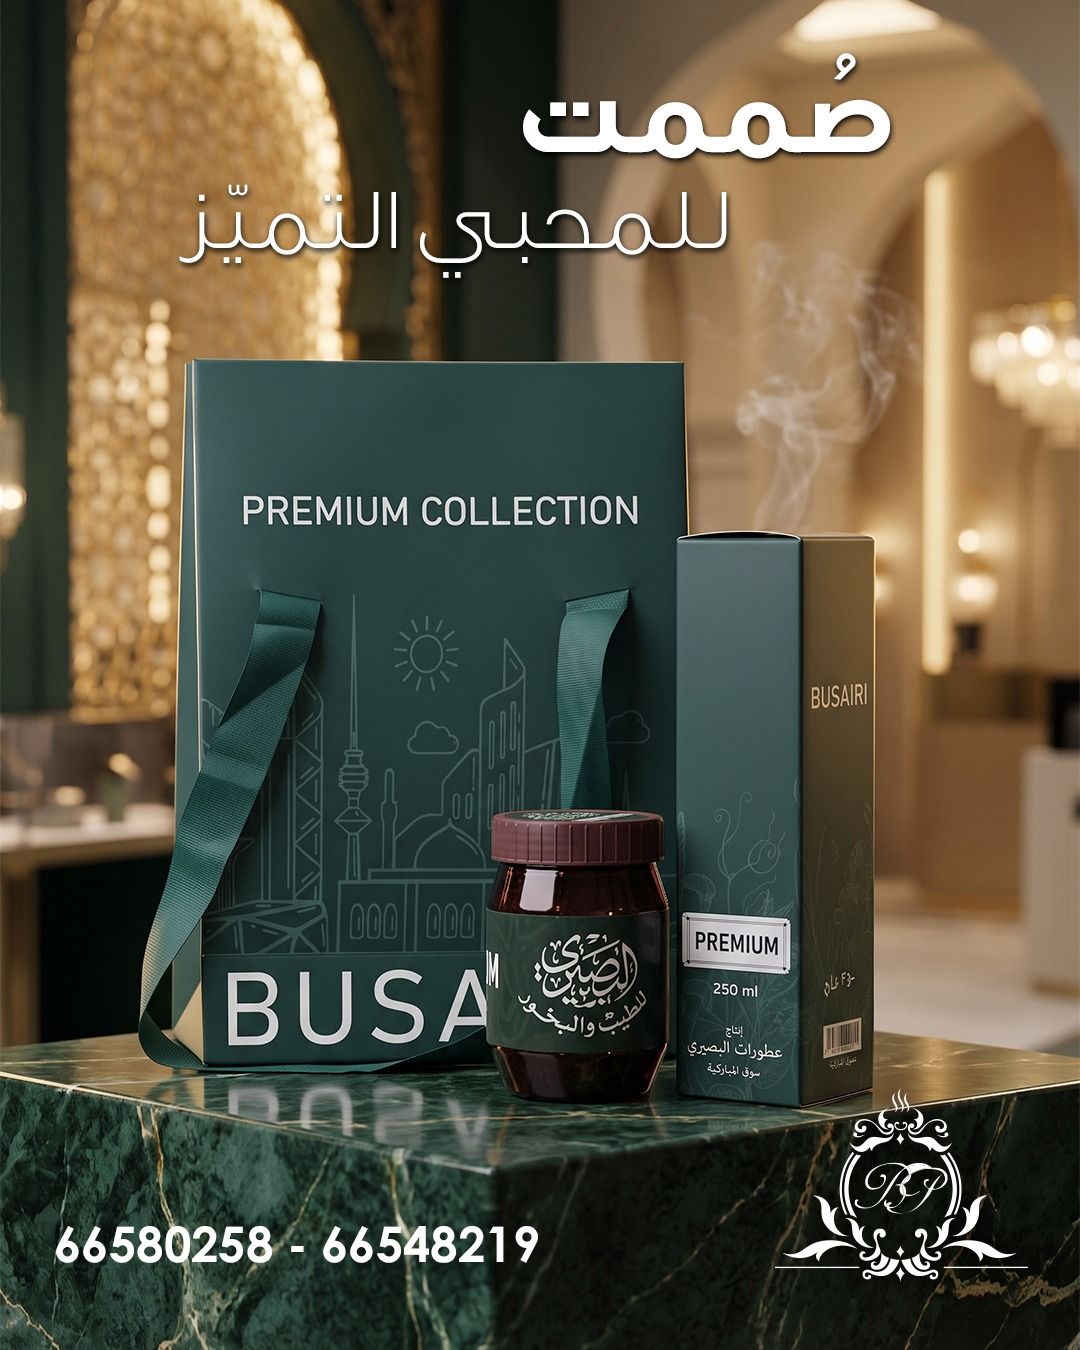 صُممت
للمحبي التميّز
PREMIUM COLLECTION
BUSAIRI
البصيري
للطيب والبخور
PREMIUM
250 ml
إنتاج
عطورات البصيري
سوق المباركية
BUSA
66580258 - 66548219
BP